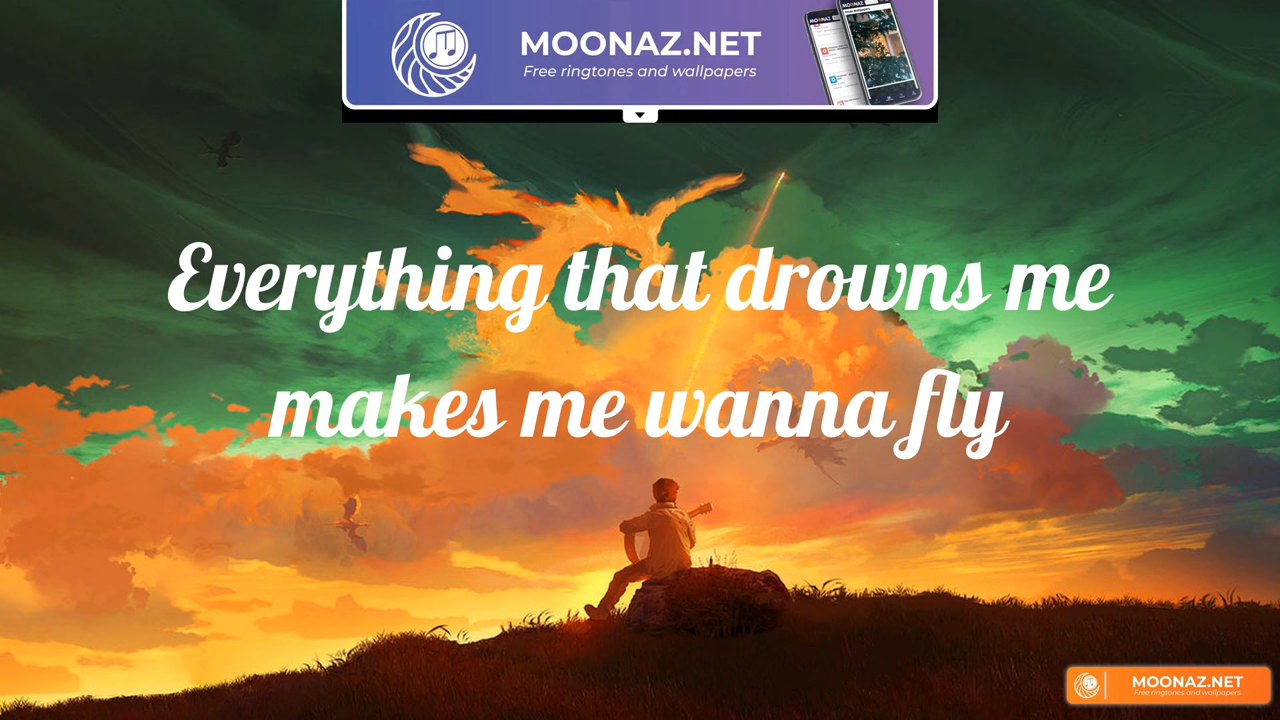 MOONAZ.NET
Free ringtones and wallpapers
Everything that drowns me
makes me wanna fly
MOONAZ.NET
Free ringtones and wallpapers